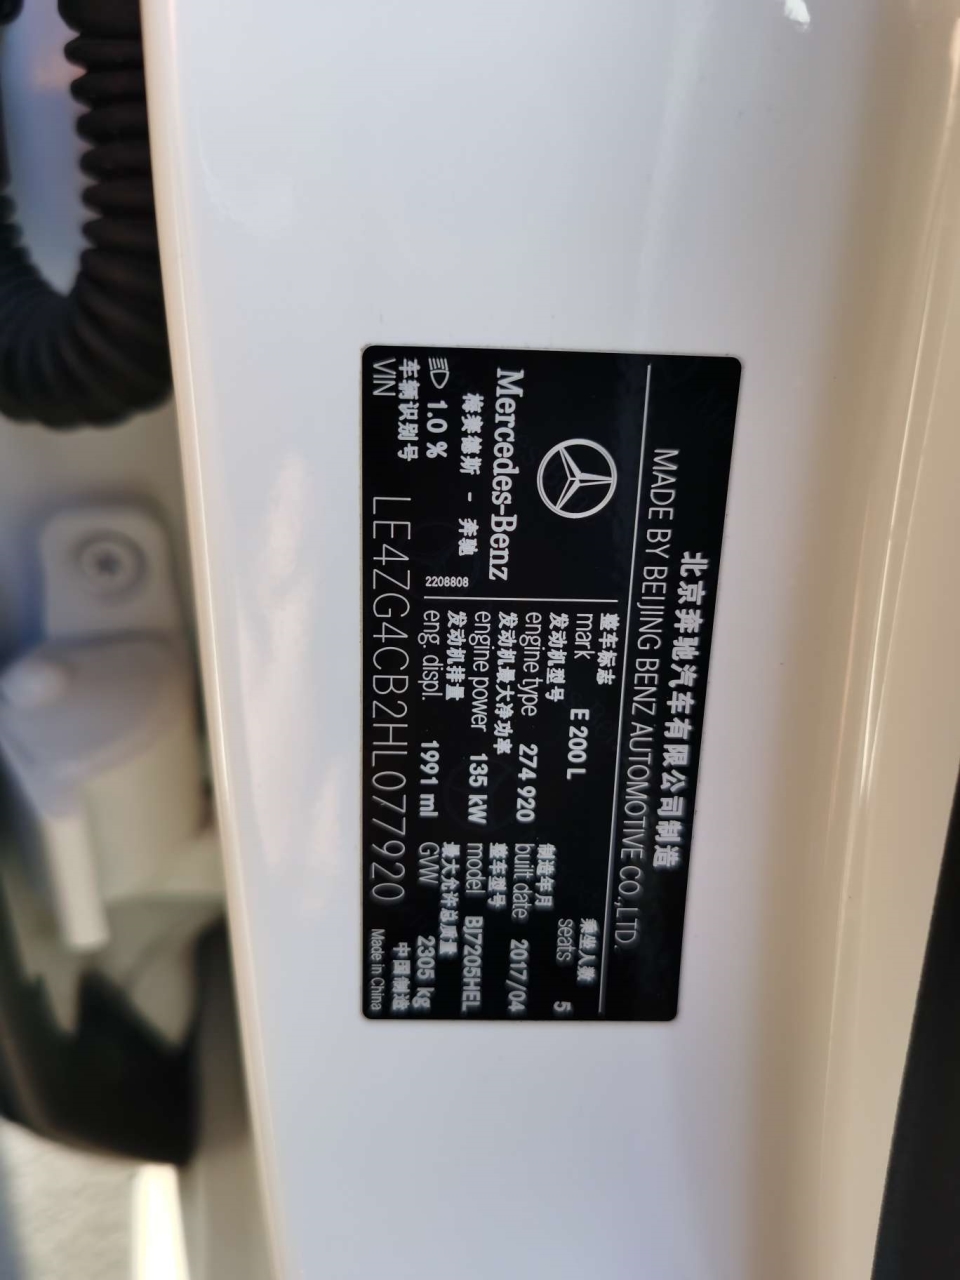 北京奔驰汽车有限公司制造
MADE BY BEIJING BENZ AUTOMOTIVE CO.,LTD.
Mercedes-Benz
梅赛德斯 - 奔驰
1.0 %
2208808
整车标志
mark E 200 L
乘坐人数
seats 5
发动机型号
engine type 274 920
制造年月
built date 2017/04
发动机最大净功率
engine power 135 kW
整车型号
model BJ7205HEL
发动机排量
eng. displ. 1991 ml
最大允许总质量
GVW 2305 kg
车辆识别号
VIN LE4ZG4CB2HL077920
中国制造
Made in China